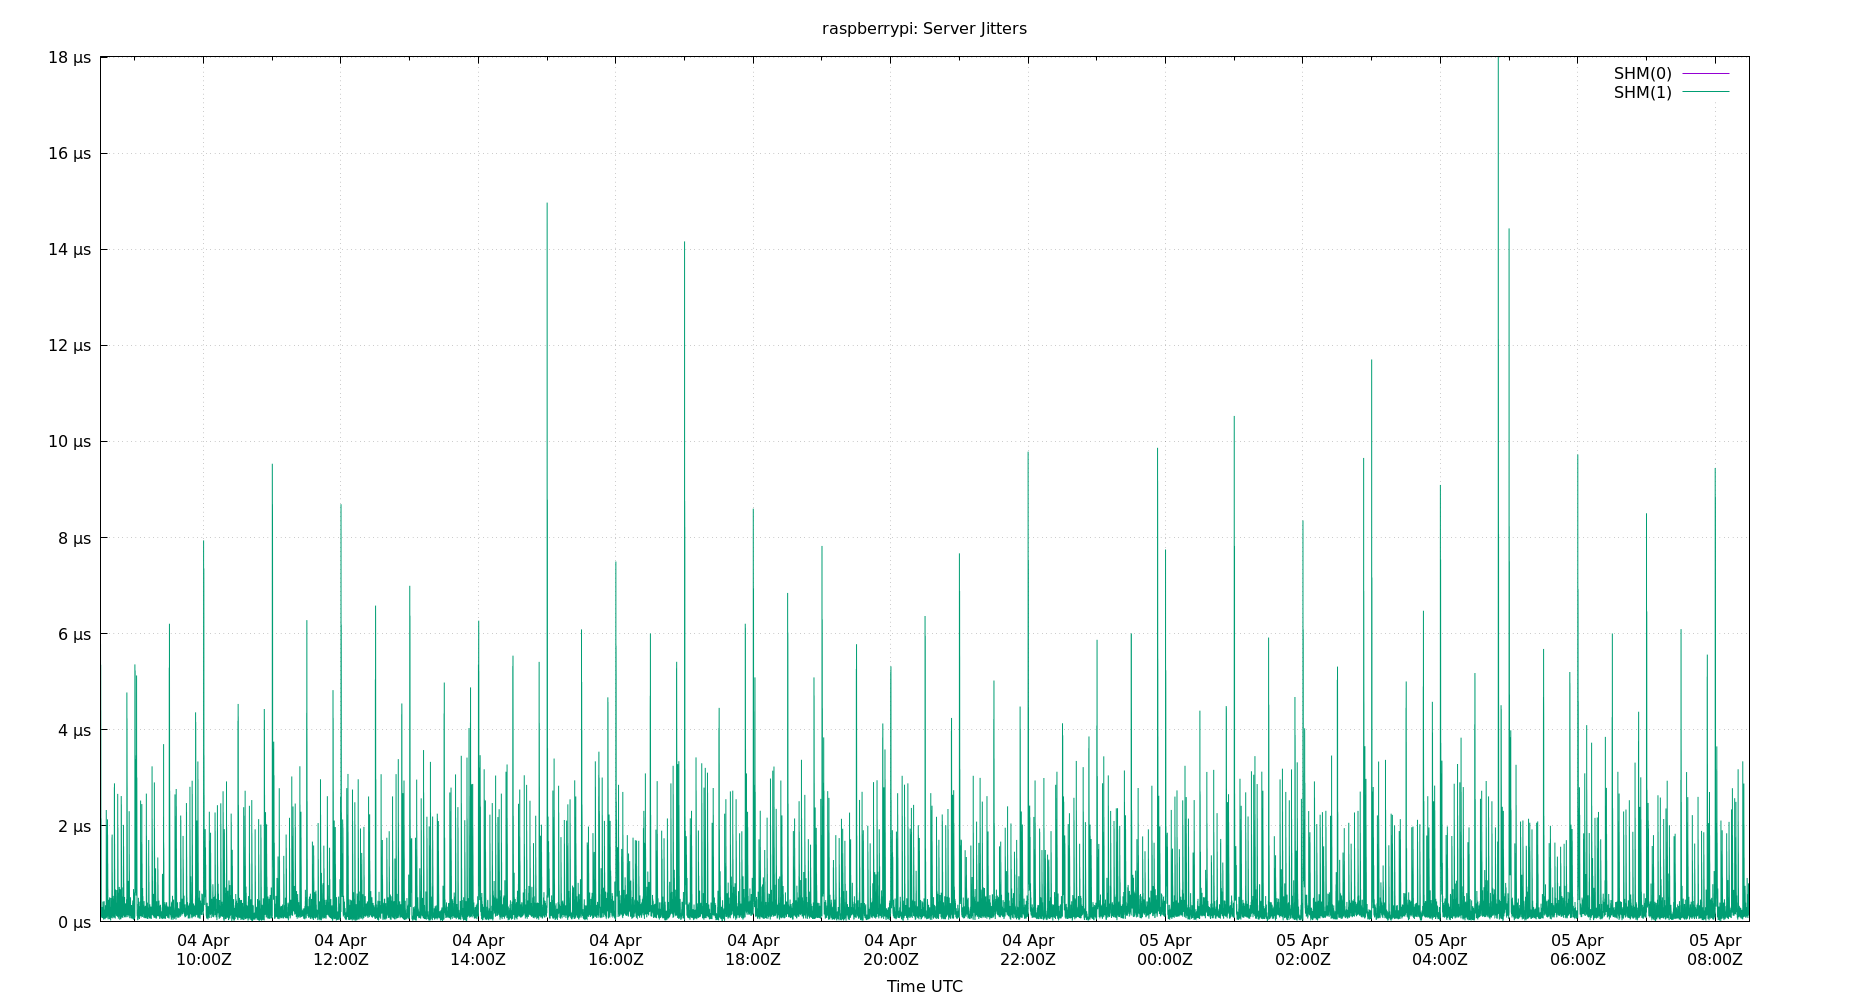 raspberrypi: Server Jitters
18 µs
16 µs
14 µs
12 µs
10 µs
8 µs
6 µs
4 µs
2 µs
0 µs
SHM(0)
SHM(1)
04 Apr 04 Apr 04 Apr 04 Apr 04 Apr 04 Apr 04 Apr 05 Apr 05 Apr 05 Apr 05 Apr 05 Apr
10:00Z 12:00Z 14:00Z 16:00Z 18:00Z 20:00Z 22:00Z 00:00Z 02:00Z 04:00Z 06:00Z 08:00Z
Time UTC